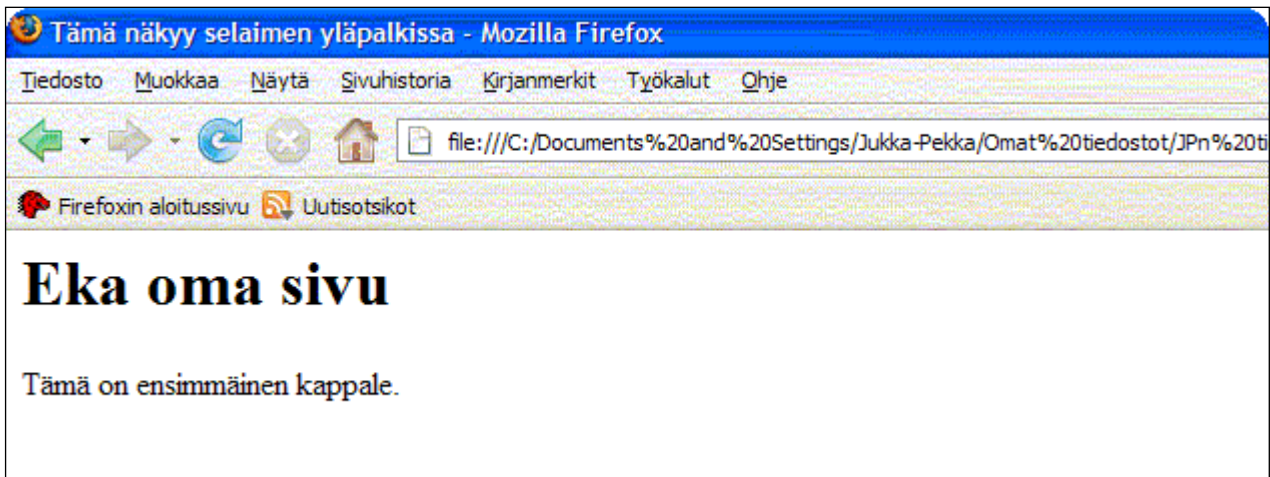 Tämä näkyy selaimen yläpalkissa - Mozilla Firefox
Tiedosto Muokkaa Näytä Sivuhistoria Kirjanmerkit Työkalut Ohje
file:///C:/Documents%20and%20Settings/Jukka-Pekka/Omat%20tiedostot/JPn%20ti
Firefoxin aloitussivu Uutisotsikot
Eka oma sivu
Tämä on ensimmäinen kappale.